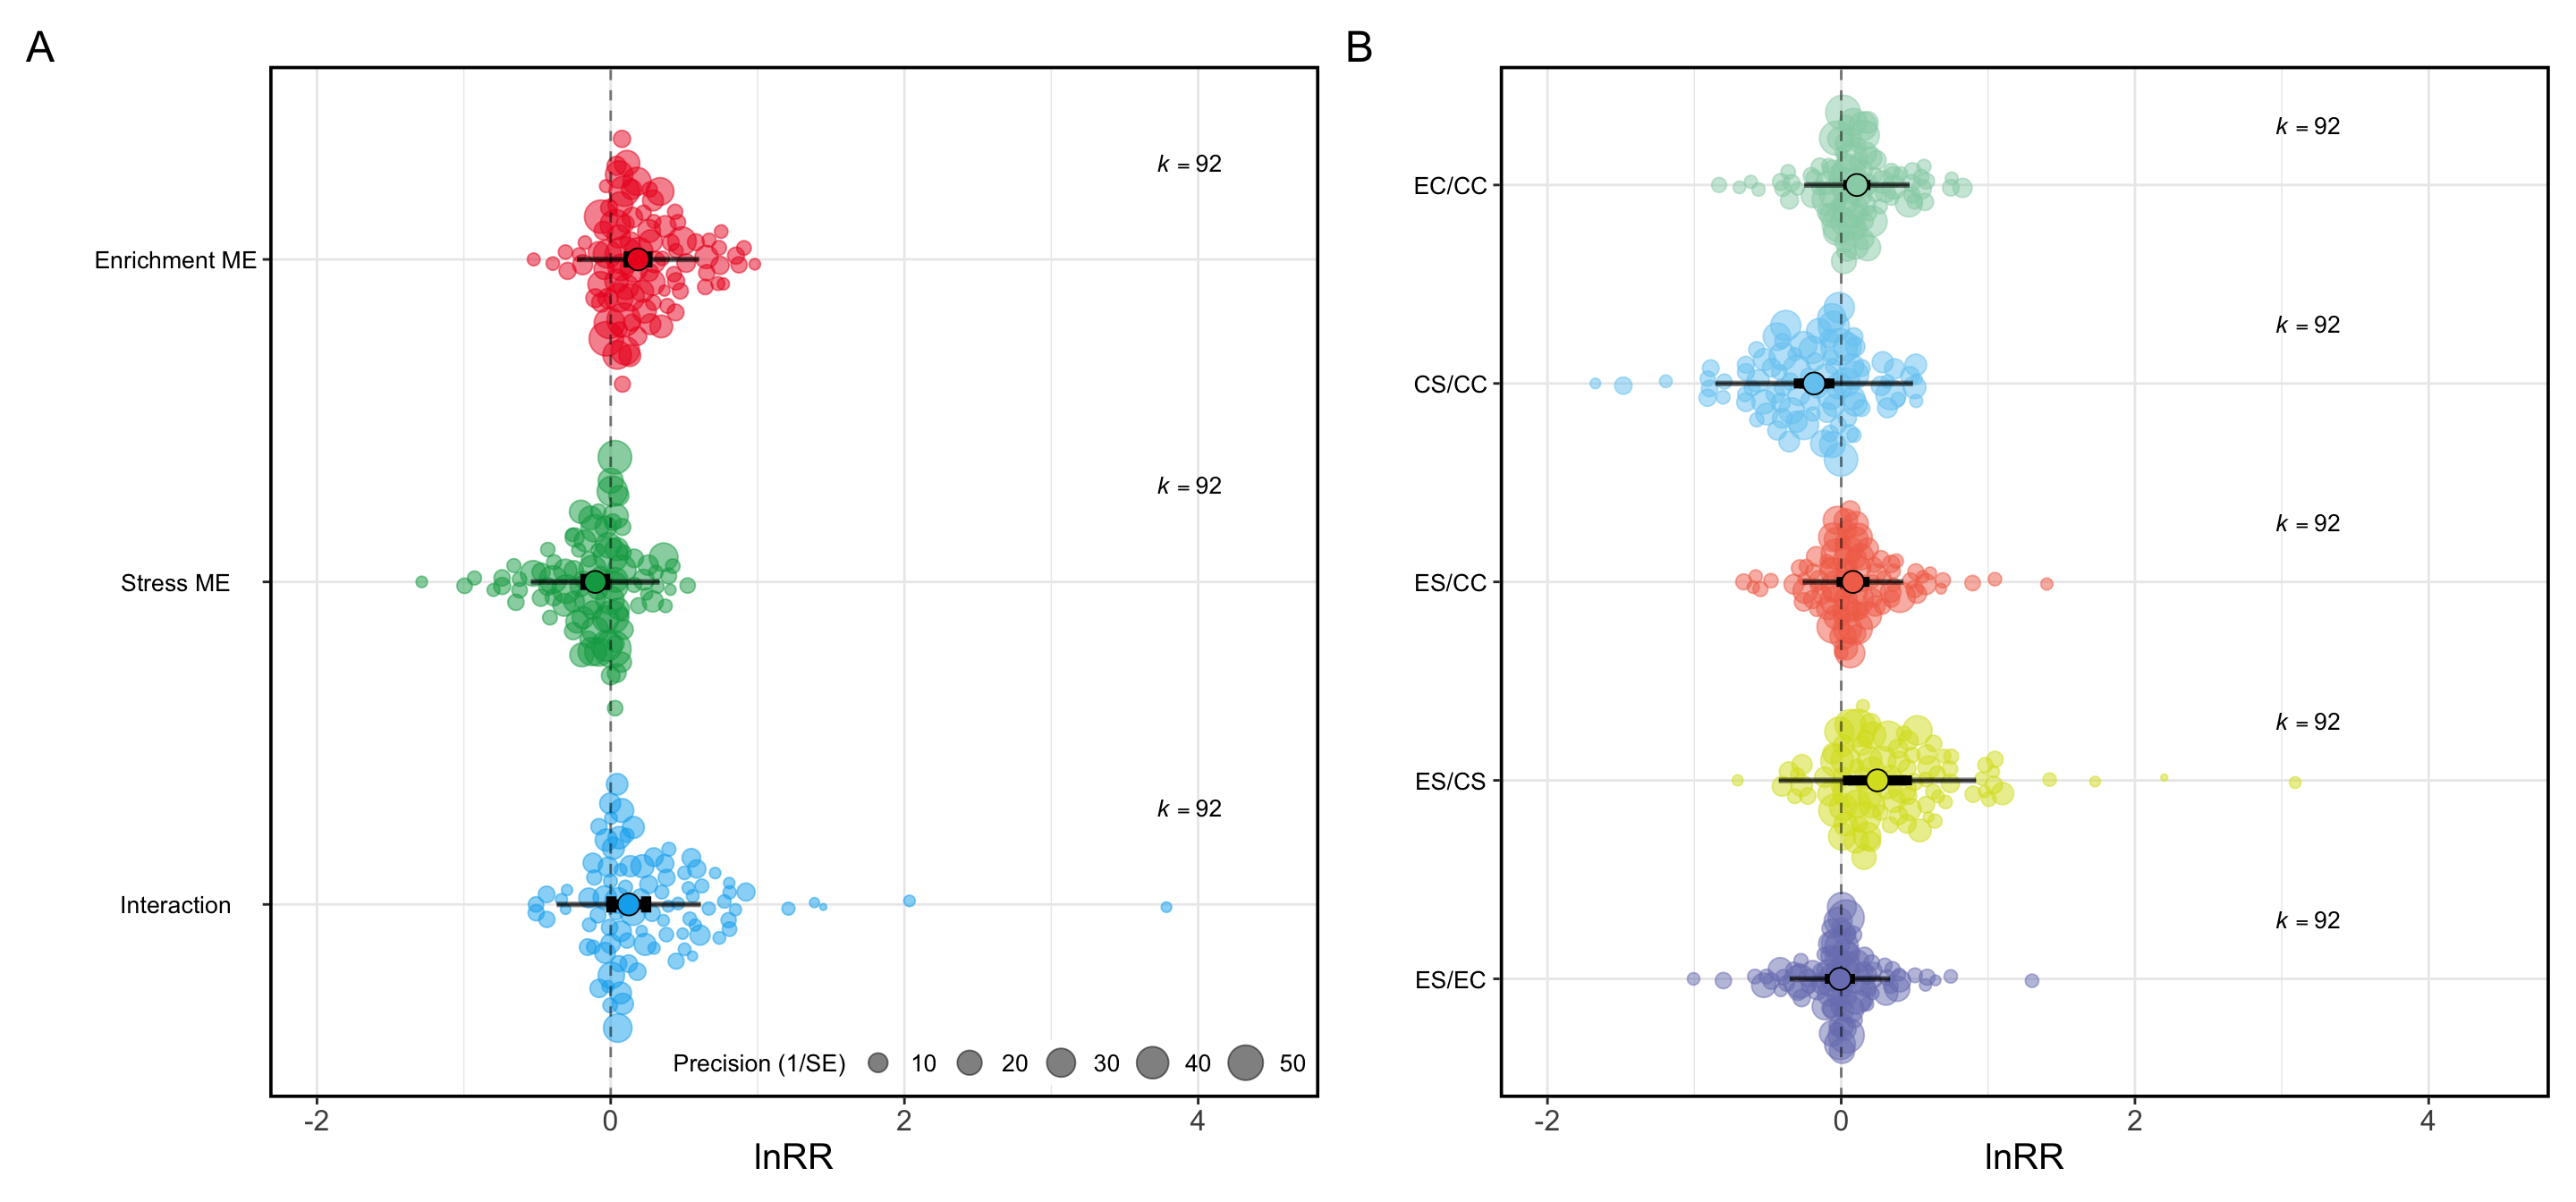 A
k = 92
Enrichment ME
k = 92
Stress ME
k = 92
Interaction
Precision (1/SE) 10 20 30 40 50
-2 0 2 4
lnRR
B
k = 92
EC/CC
k = 92
CS/CC
k = 92
ES/CC
k = 92
ES/CS
k = 92
ES/EC
-2 0 2 4
lnRR